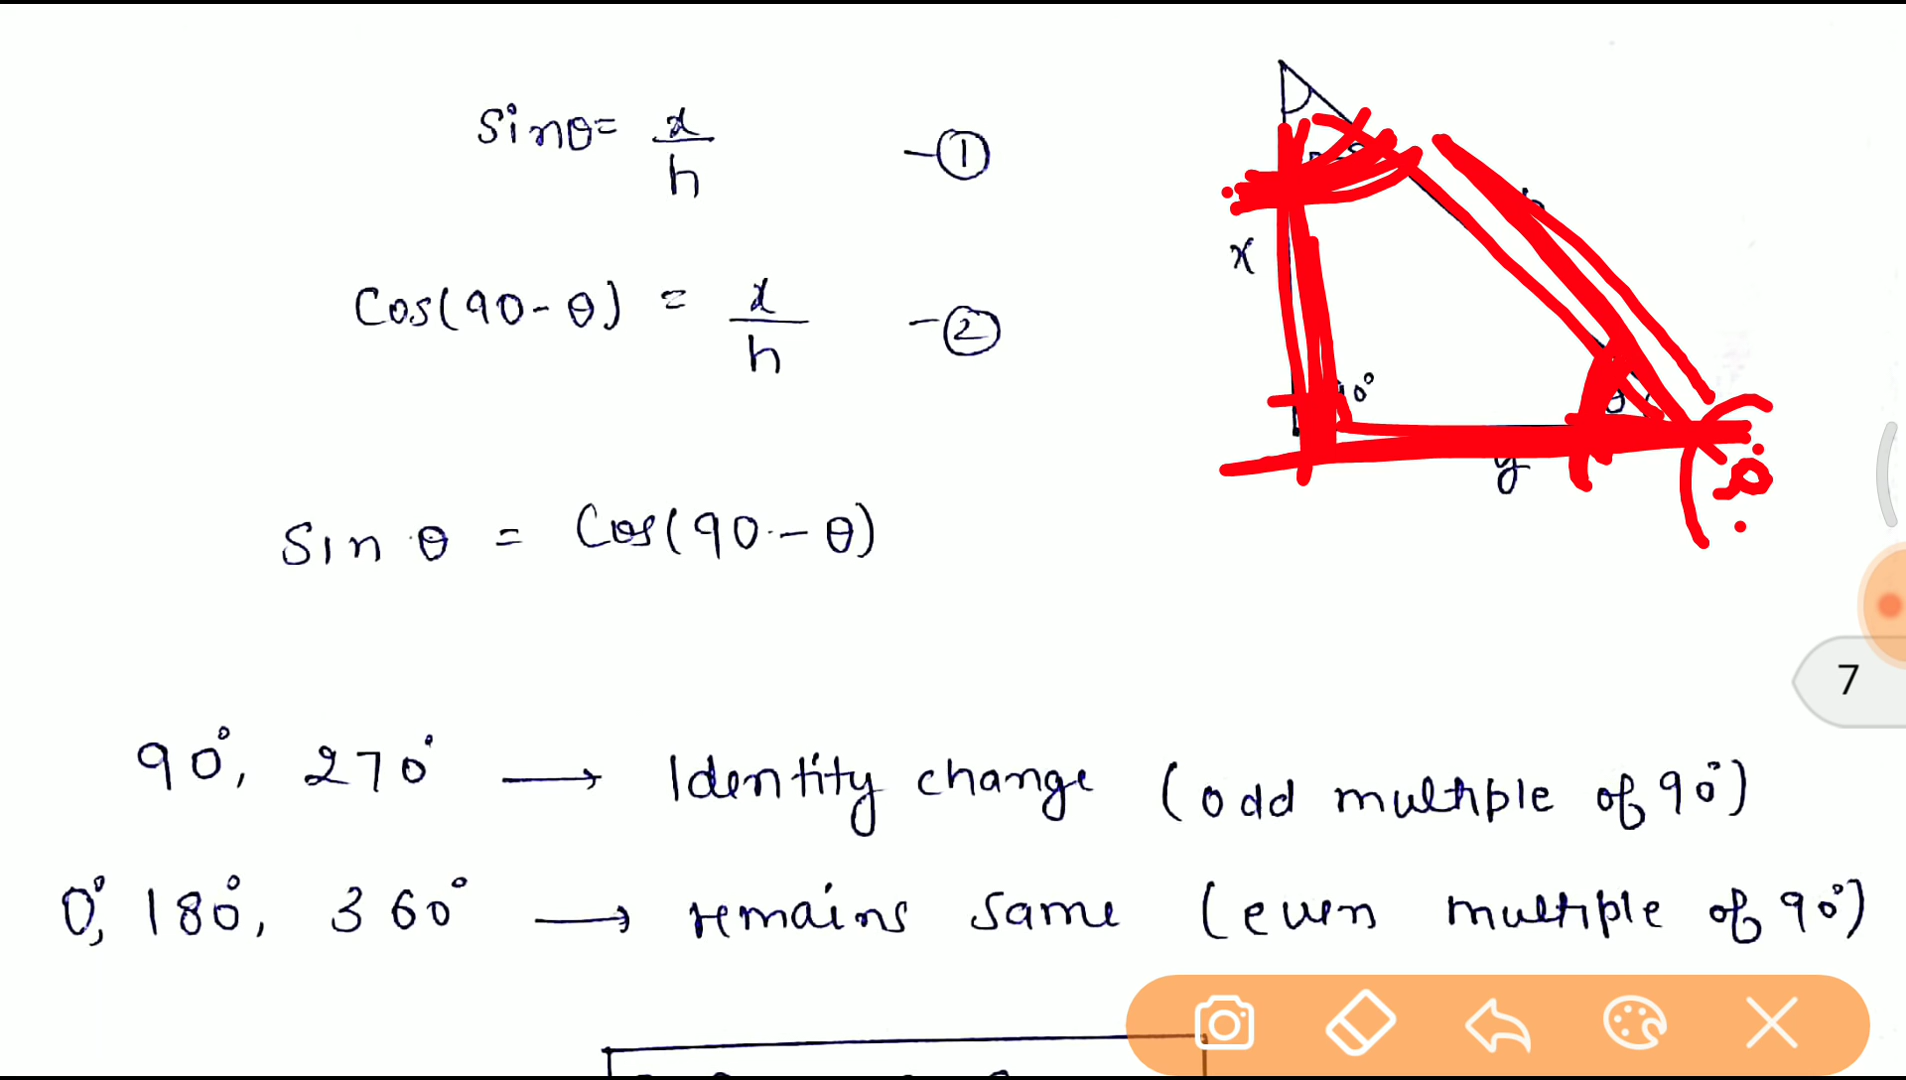 Sinθ = x/h -①
x
Cos(90-θ) = x/h -②
θ
y
Sin θ = Cos(90-θ)
7
90°, 270° → Identity change (odd multiple of 90°)
0°, 180°, 360° → remains same (even multiple of 90°)